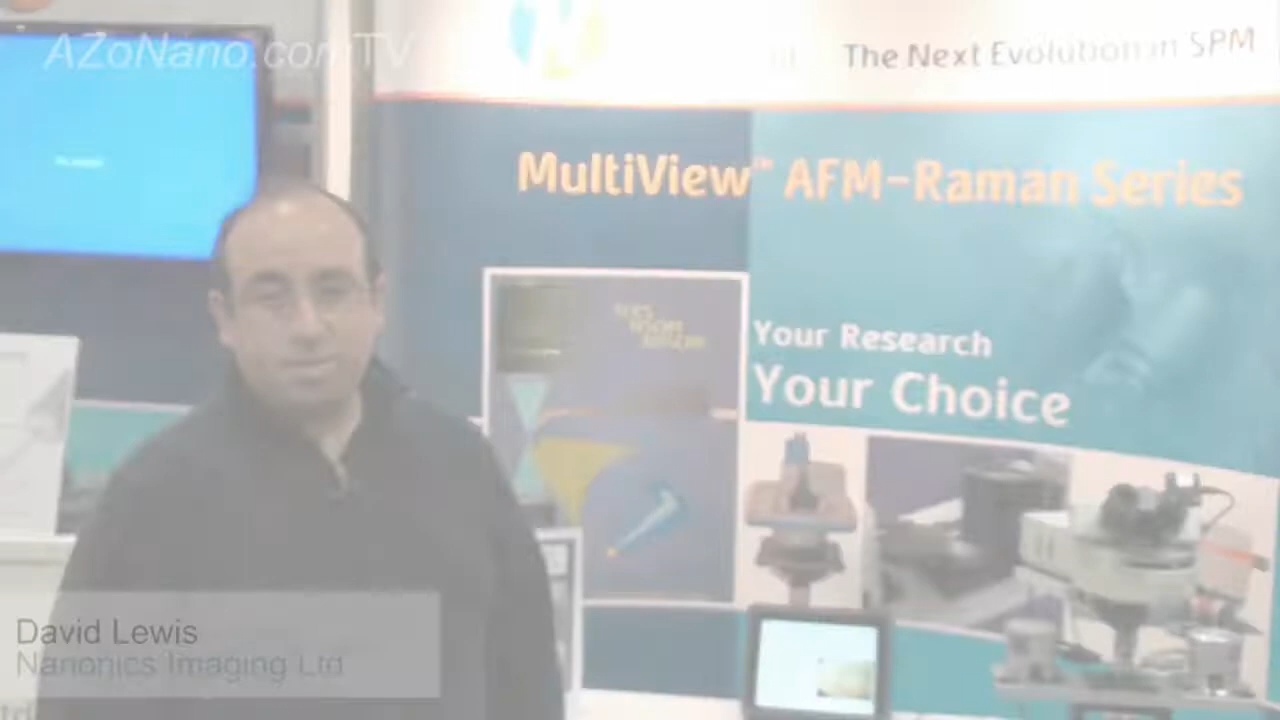 AZoNano.com TV
The Next Evolution in SPM
MultiView™ AFM-Raman Series
Your Research
Your Choice
David Lewis
Nanonics Imaging Ltd